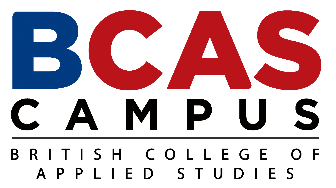 BCAS
CAMPUS
BRITISH COLLEGE OF
APPLIED STUDIES